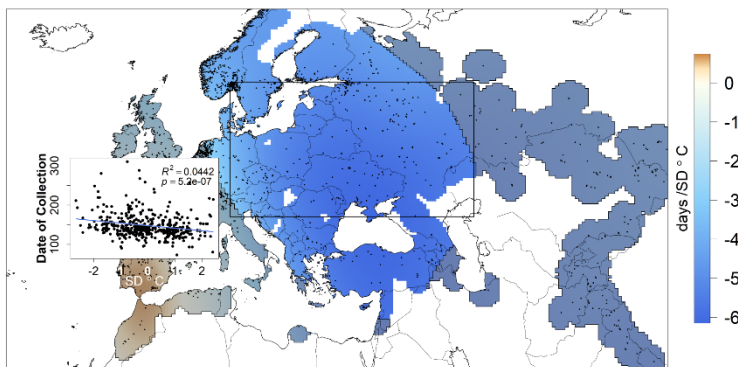 R² = 0.0442
p = 5.2e-07
Date of Collection
100 200 300
-2 -1 0 1 2
SD ° C
0
-1
-2
-3
-4
-5
-6
days /SD ° C